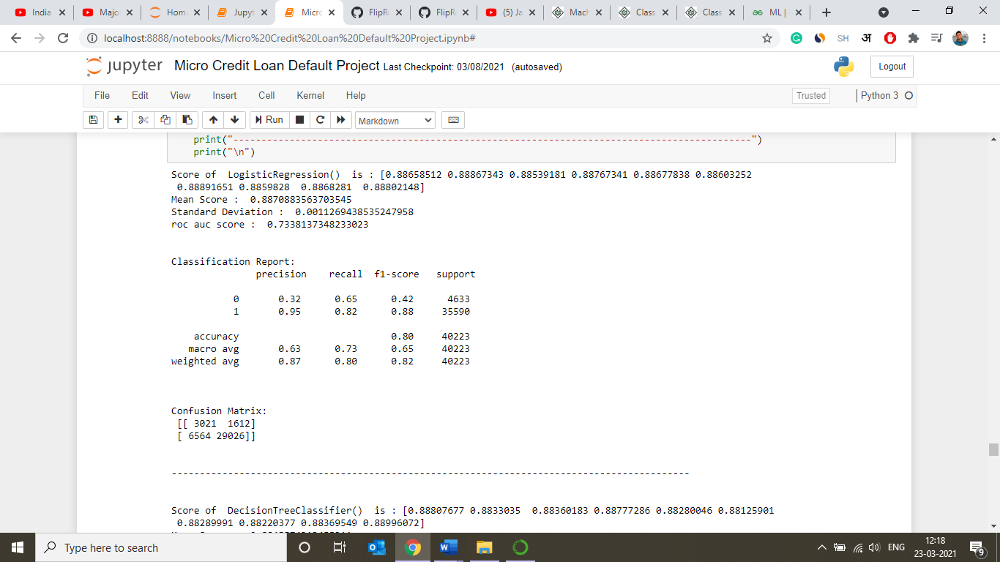 India
Majo
Home
Jupyt
Micro
FlipR
FlipR
(5) Ja
Mach
Class
Class
ML |
localhost:8888/notebooks/Micro%20Credit%20Loan%20Default%20Project.ipynb#
SH
अ
jupyter Micro Credit Loan Default Project Last Checkpoint: 03/08/2021 (autosaved)
Logout
File Edit View Insert Cell Kernel Help
Trusted
Python 3
Run
Markdown
print("--------------------------------------------------------------------------------------------")
print("\n")
Score of  LogisticRegression()  is : [0.88658512 0.88867343 0.88539181 0.88767341 0.88677838 0.88603252
0.88891651 0.8859828  0.8868281  0.88802148]
Mean Score :  0.8870883563703545
Standard Deviation :  0.0011269438535247958
roc auc score :  0.7338137348233023
Classification Report:
precision    recall  f1-score   support
0       0.32      0.65      0.42      4633
1       0.95      0.82      0.88     35590
accuracy                           0.80     40223
macro avg       0.63      0.73      0.65     40223
weighted avg       0.87      0.80      0.82     40223
Confusion Matrix:
[[ 3021  1612]
[ 6564 29026]]
--------------------------------------------------------------------------------------------
Score of  DecisionTreeClassifier()  is : [0.88807677 0.8833035  0.88360183 0.88777286 0.88280046 0.88125901
0.88289991 0.88220377 0.88369549 0.88996072]
Type here to search
ENG
12:18
23-03-2021
9